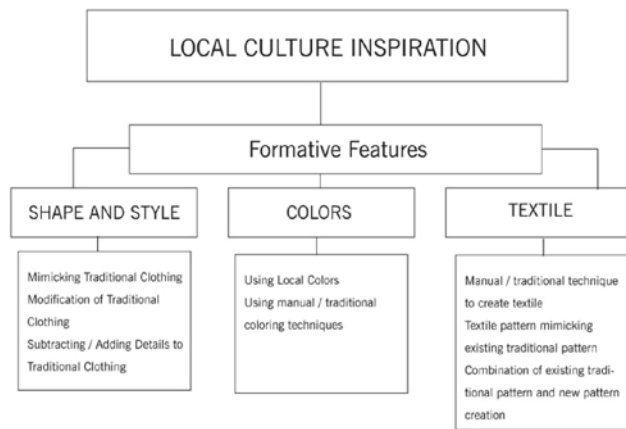 LOCAL CULTURE INSPIRATION
Formative Features
SHAPE AND STYLE
Mimicking Traditional Clothing
Modification of Traditional
Clothing
Subtracting / Adding Details to
Traditional Clothing
COLORS
Using Local Colors
Using manual / traditional
coloring techniques
TEXTILE
Manual / traditional technique
to create textile
Textile pattern mimicking
existing traditional pattern
Combination of existing tradi-
tional pattern and new pattern
creation